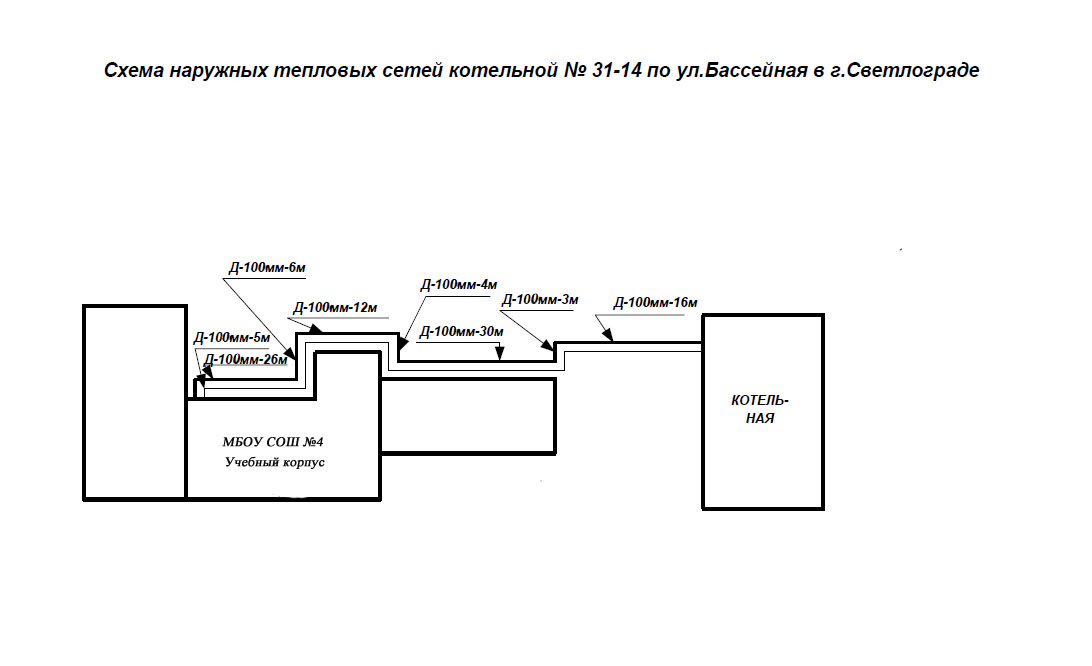 Схема наружных тепловых сетей котельной № 31-14 по ул.Бассейная в г.Светлограде
Д-100мм-6м
Д-100мм-4м
Д-100мм-3м
Д-100мм-16м
Д-100мм-12м
Д-100мм-30м
Д-100мм-5м
Д-100мм-26м
КОТЕЛЬ-
НАЯ
МБОУ СОШ №4
Учебный корпус